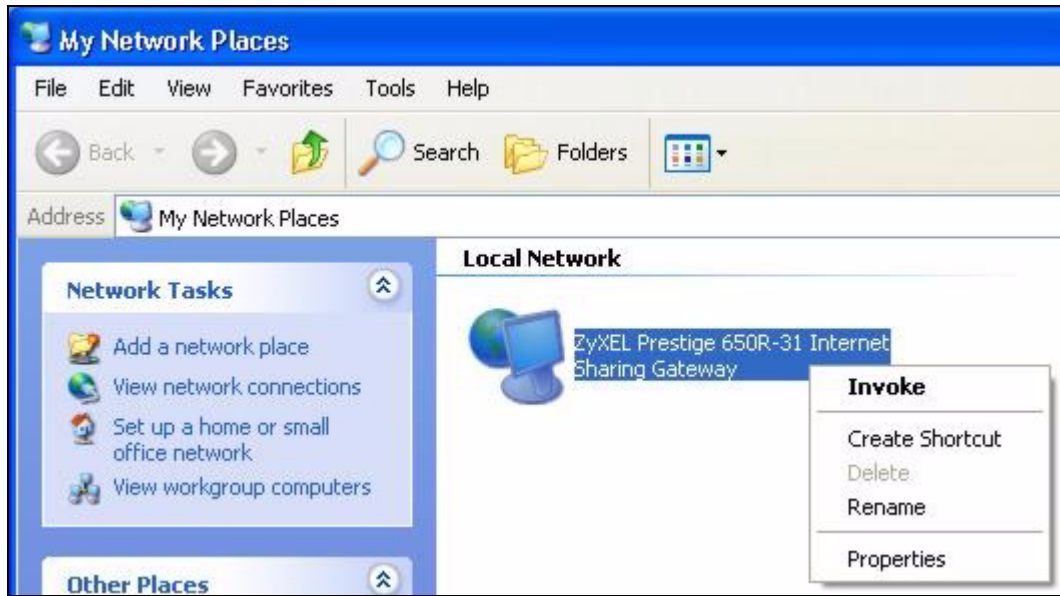 My Network Places
File Edit View Favorites Tools Help
Back Search Folders
Address My Network Places
Network Tasks
Add a network place
View network connections
Set up a home or small
office network
View workgroup computers
Other Places
Local Network
ZyXEL Prestige 650R-31 Internet
Sharing Gateway
Invoke
Create Shortcut
Delete
Rename
Properties